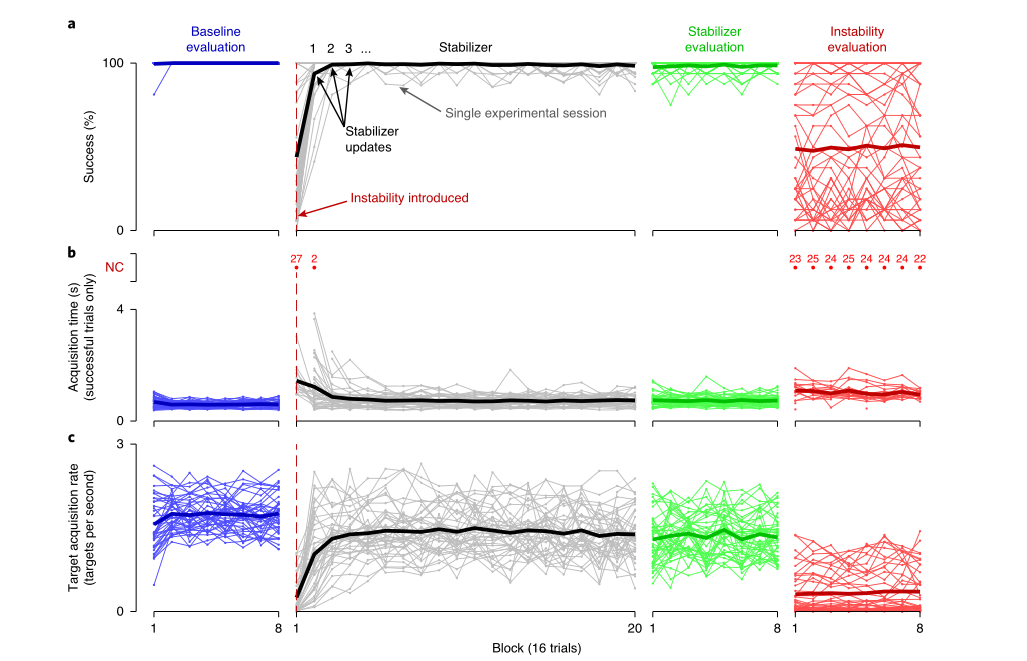 a
Baseline
evaluation
1 2 3 ... Stabilizer
Stabilizer
evaluation
Instability
evaluation
100
Success (%)
0
Single experimental session
Stabilizer
updates
Instability introduced
b
NC
27 2
23 25 24 25 24 24 24 22
Acquisition time (s)
(successful trials only)
4
0
c
Target acquisition rate
(targets per second)
3
0
1 8 1 20 1 8 1 8
Block (16 trials)